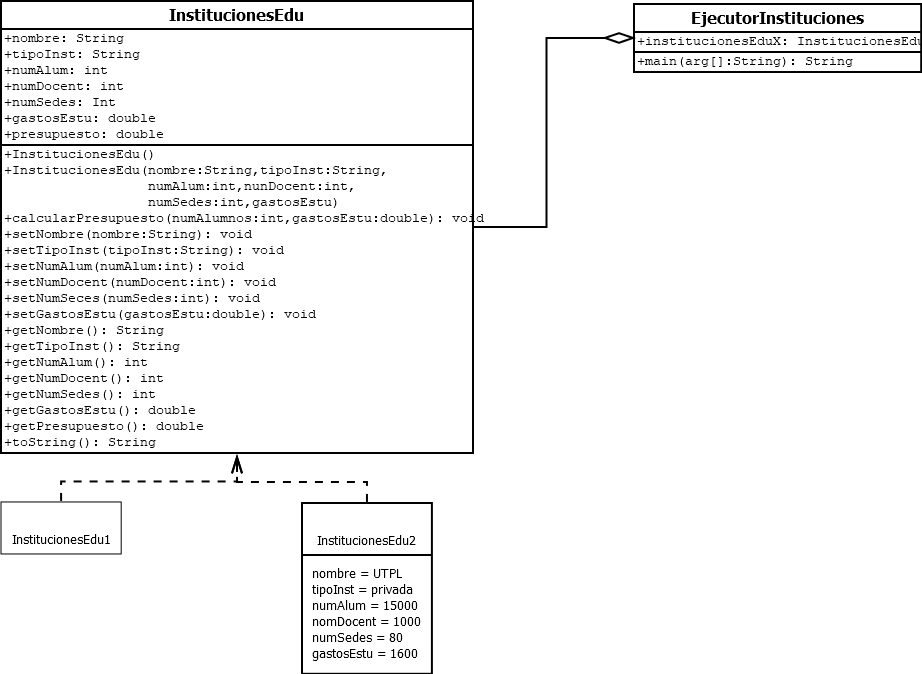 InstitucionesEdu
+nombre: String
+tipoInst: String
+numAlum: int
+numDocent: int
+numSedes: Int
+gastosEstu: double
+presupuesto: double
+InstitucionesEdu()
+InstitucionesEdu(nombre:String,tipoInst:String,
numAlum:int,nunDocent:int,
numSedes:int,gastosEstu)
+calcularPresupuesto(numAlumnos:int,gastosEstu:double): void
+setNombre(nombre:String): void
+setTipoInst(tipoInst:String): void
+setNumAlum(numAlum:int): void
+setNumDocent(numDocent:int): void
+setNumSeces(numSedes:int): void
+setGastosEstu(gastosEstu:double): void
+getNombre(): String
+getTipoInst(): String
+getNumAlum(): int
+getNumDocent(): int
+getNumSedes(): int
+getGastosEstu(): double
+getPresupuesto(): double
+toString(): String
EjecutorInstituciones
+institucionesEduX: InstitucionesEdu
+main(arg[]:String): String
InstitucionesEdu1
InstitucionesEdu2
nombre = UTPL
tipoInst = privada
numAlum = 15000
nomDocent = 1000
numSedes = 80
gastosEstu = 1600